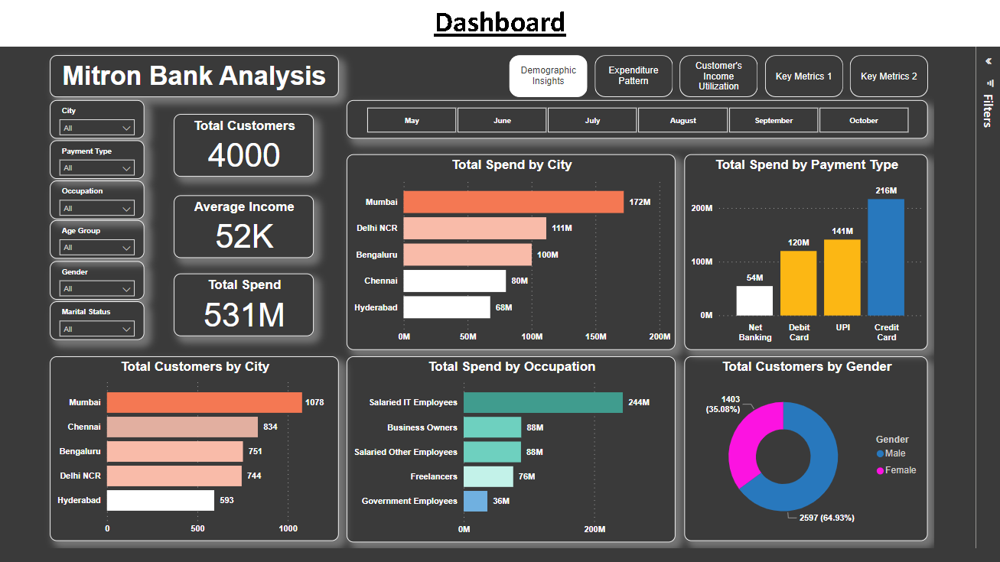 Dashboard
Mitron Bank Analysis
Demographic
Insights
Expenditure
Pattern
Customer's
Income
Utilization
Key Metrics 1
Key Metrics 2
Filters
City
All
Payment Type
All
Occupation
All
Age Group
All
Gender
All
Marital Status
All
Total Customers
4000
Average Income
52K
Total Spend
531M
May
June
July
August
September
October
Total Spend by City
Mumbai 172M
Delhi NCR 111M
Bengaluru 100M
Chennai 80M
Hyderabad 68M
0M 50M 100M 150M 200M
Total Spend by Payment Type
216M
200M
141M
120M
100M
54M
0M
Net
Banking
Debit
Card
UPI
Credit
Card
Total Customers by City
Mumbai 1078
Chennai 834
Bengaluru 751
Delhi NCR 744
Hyderabad 593
0 500 1000
Total Spend by Occupation
Salaried IT Employees 244M
Business Owners 88M
Salaried Other Employees 88M
Freelancers 76M
Government Employees 36M
0M 200M
Total Customers by Gender
1403
(35.08%)
Gender
Male
Female
2597 (64.93%)